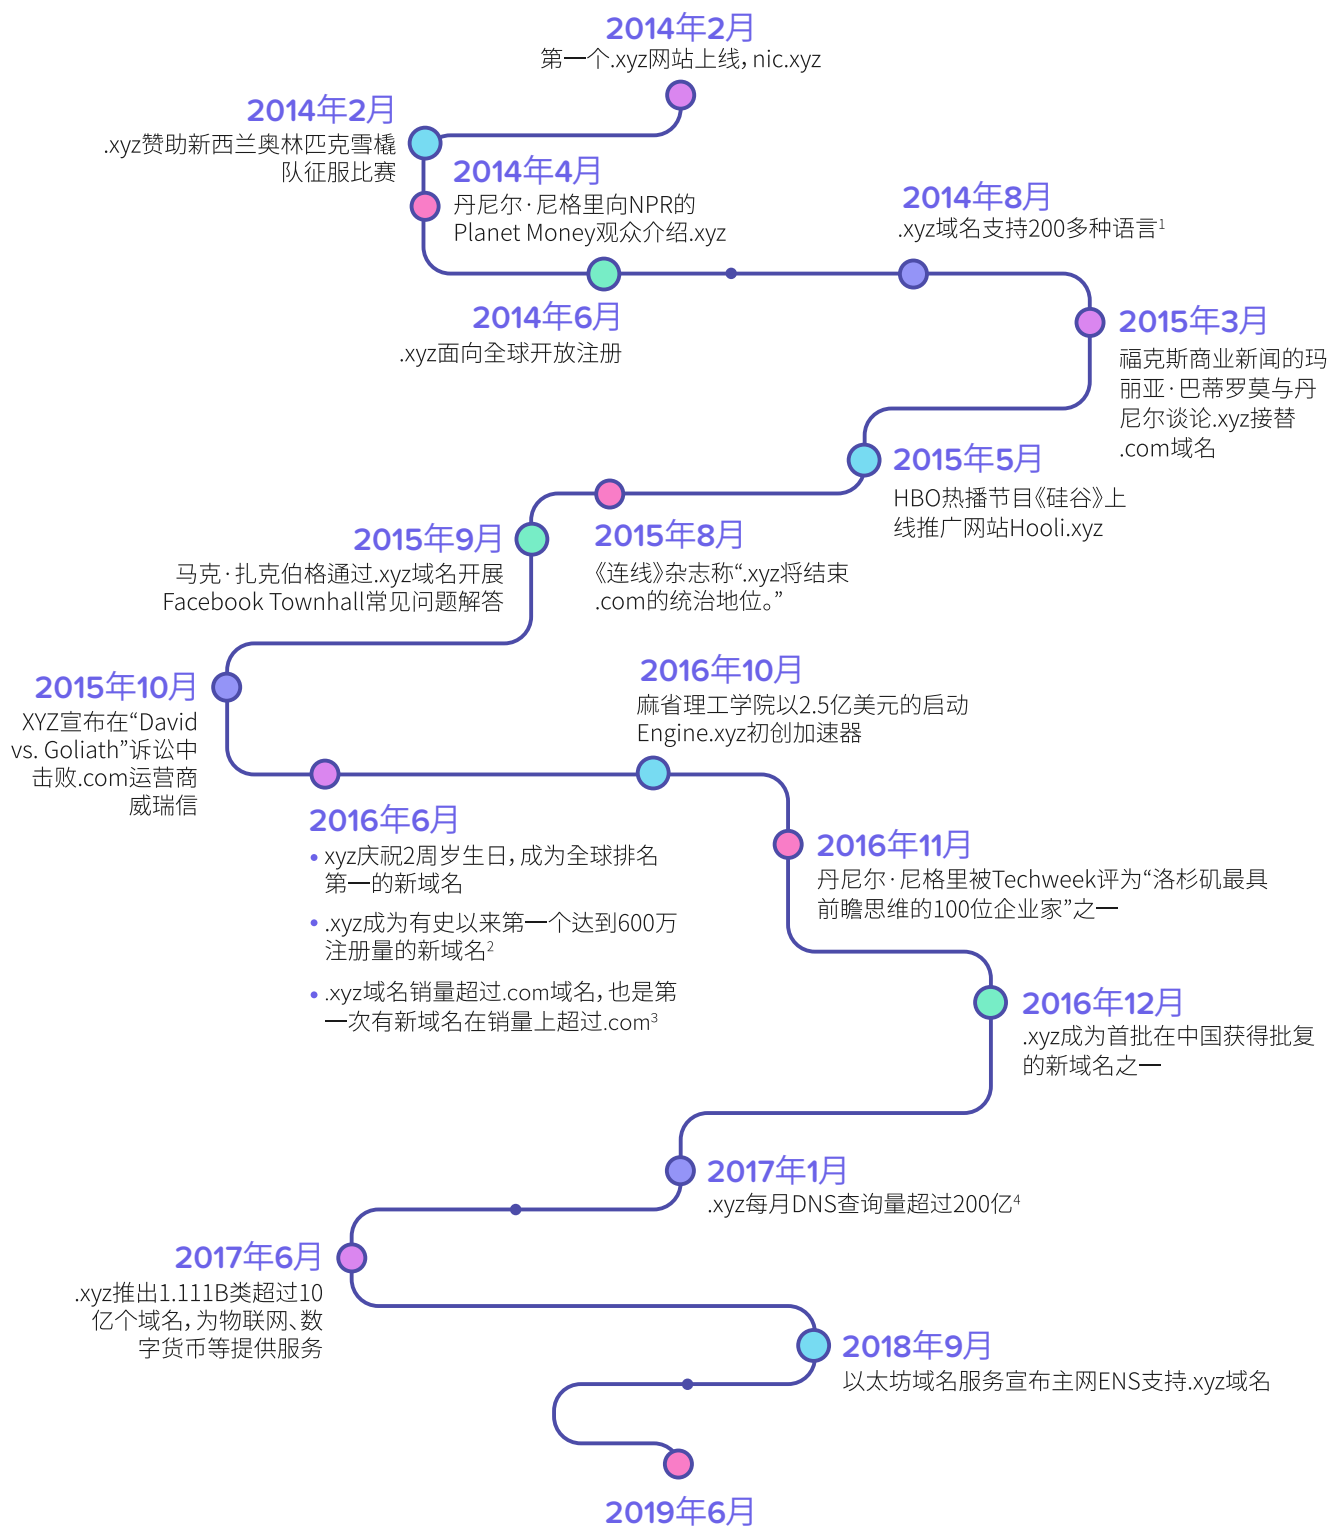 2014年2月
第一个.xyz网站上线，nic.xyz
2014年2月
.xyz赞助新西兰奥林匹克雪橇
队征服比赛
2014年4月
丹尼尔·尼格里向NPR的
Planet Money观众介绍.xyz
2014年8月
.xyz域名支持200多种语言¹
2014年6月
.xyz面向全球开放注册
2015年3月
福克斯商业新闻的玛
丽亚·巴蒂罗莫与丹
尼尔谈论.xyz接替
.com域名
2015年5月
HBO热播节目《硅谷》上
线推广网站Hooli.xyz
2015年8月
《连线》杂志称“.xyz将结束
.com的统治地位。”
2015年9月
马克·扎克伯格通过.xyz域名开展
Facebook Townhall常见问题解答
2015年10月
XYZ宣布在“David
vs. Goliath”诉讼中
击败.com运营商
威瑞信
2016年10月
麻省理工学院以2.5亿美元的启动
Engine.xyz初创加速器
2016年6月
• xyz庆祝2周岁生日，成为全球排名
第一的新域名
• .xyz成为有史以来第一个达到600万
注册量的新域名²
• .xyz域名销量超过.com域名，也是第
一次有新域名在销量上超过.com³
2016年11月
丹尼尔·尼格里被Techweek评为“洛杉矶最具
前瞻思维的100位企业家”之一
2016年12月
.xyz成为首批在中国获得批复
的新域名之一
2017年1月
.xyz每月DNS查询量超过200亿⁴
2017年6月
.xyz推出1.111B类超过10
亿个域名，为物联网、数
字货币等提供服务
2018年9月
以太坊域名服务宣布主网ENS支持.xyz域名
2019年6月